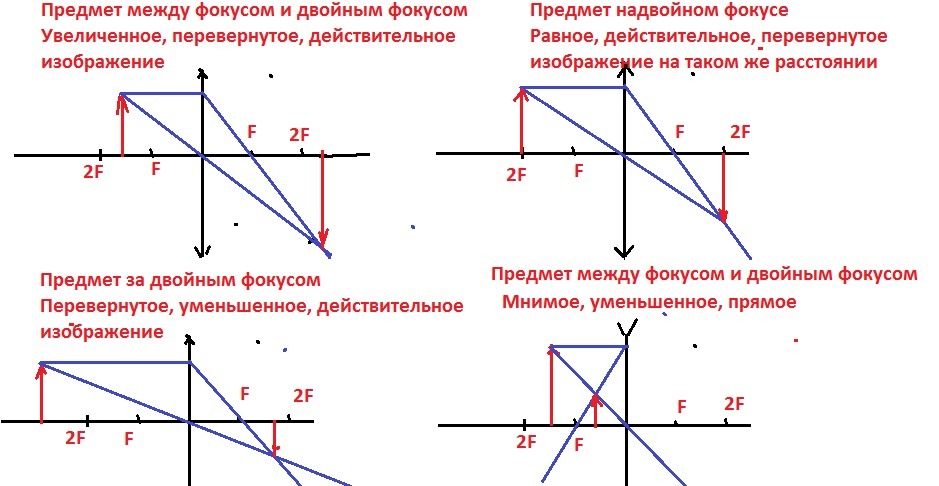 Предмет между фокусом и двойным фокусом
Увеличенное, перевернутое, действительное
изображение
F
2F
2F
F
Предмет надвойном фокусе
Равное, действительное, перевернутое
изображение на таком же расстоянии
F
2F
2F
F
Предмет за двойным фокусом
Перевернутое, уменьшенное, действительное
изображение
F
2F
2F
F
Предмет между фокусом и двойным фокусом
Мнимое, уменьшенное, прямое
F
2F
2F
F